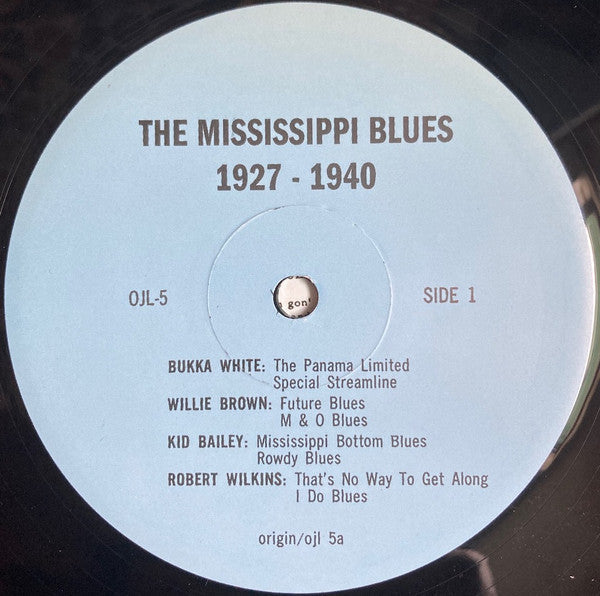 THE MISSISSIPPI BLUES
1927 - 1940
OJL-5
SIDE 1
gon'
BUKKA WHITE: The Panama Limited
Special Streamline
WILLIE BROWN: Future Blues
M & O Blues
KID BAILEY: Mississippi Bottom Blues
Rowdy Blues
ROBERT WILKINS: That's No Way To Get Along
I Do Blues
origin/ojl 5a